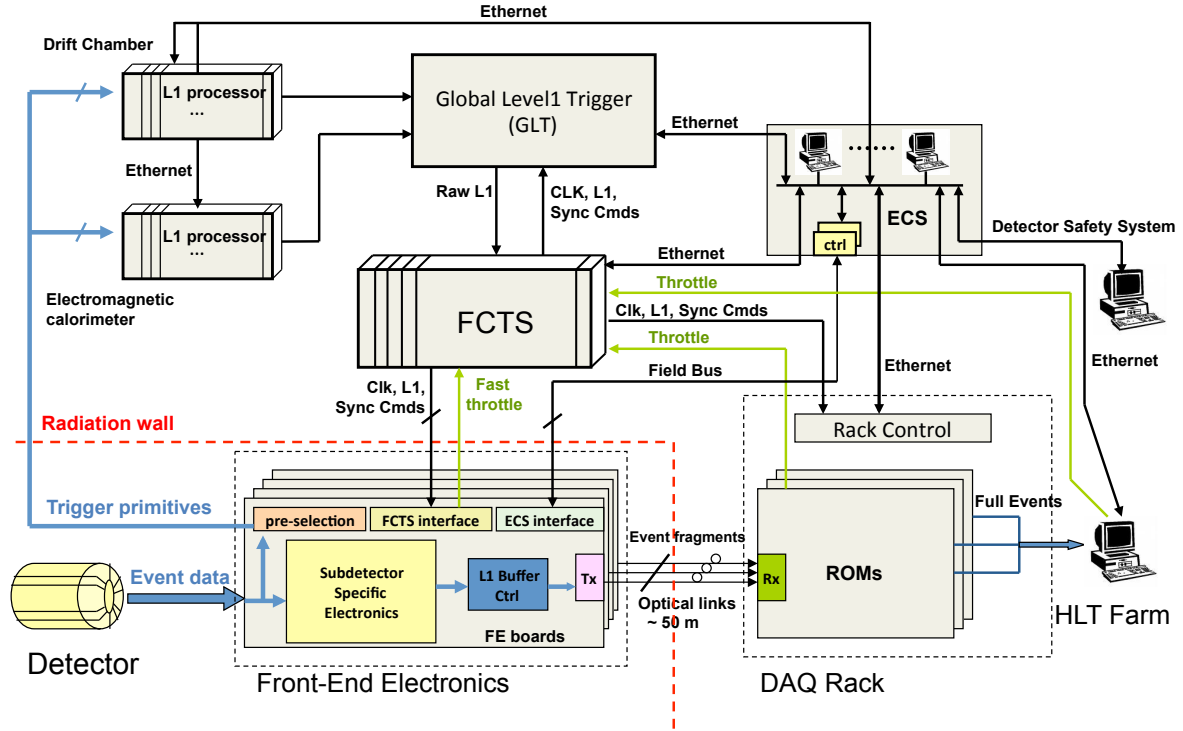 Ethernet
Drift Chamber
L1 processor
...
Global Level1 Trigger
(GLT)
Ethernet
Ethernet
Raw L1
CLK, L1,
Sync Cmds
L1 processor
...
ECS
ctrl
Detector Safety System
Electromagnetic
calorimeter
Ethernet
Throttle
FCTS
Clk, L1, Sync Cmds
Throttle
Ethernet
Ethernet
Field Bus
Clk, L1,
Sync Cmds
Fast
throttle
Radiation wall
Rack Control
Trigger primitives
pre-selection
FCTS interface
ECS interface
Full Events
Event fragments
Event data
Subdetector
Specific
Electronics
L1 Buffer
Ctrl
Tx
Rx
ROMs
Optical links
~ 50 m
FE boards
HLT Farm
Detector
Front-End Electronics
DAQ Rack